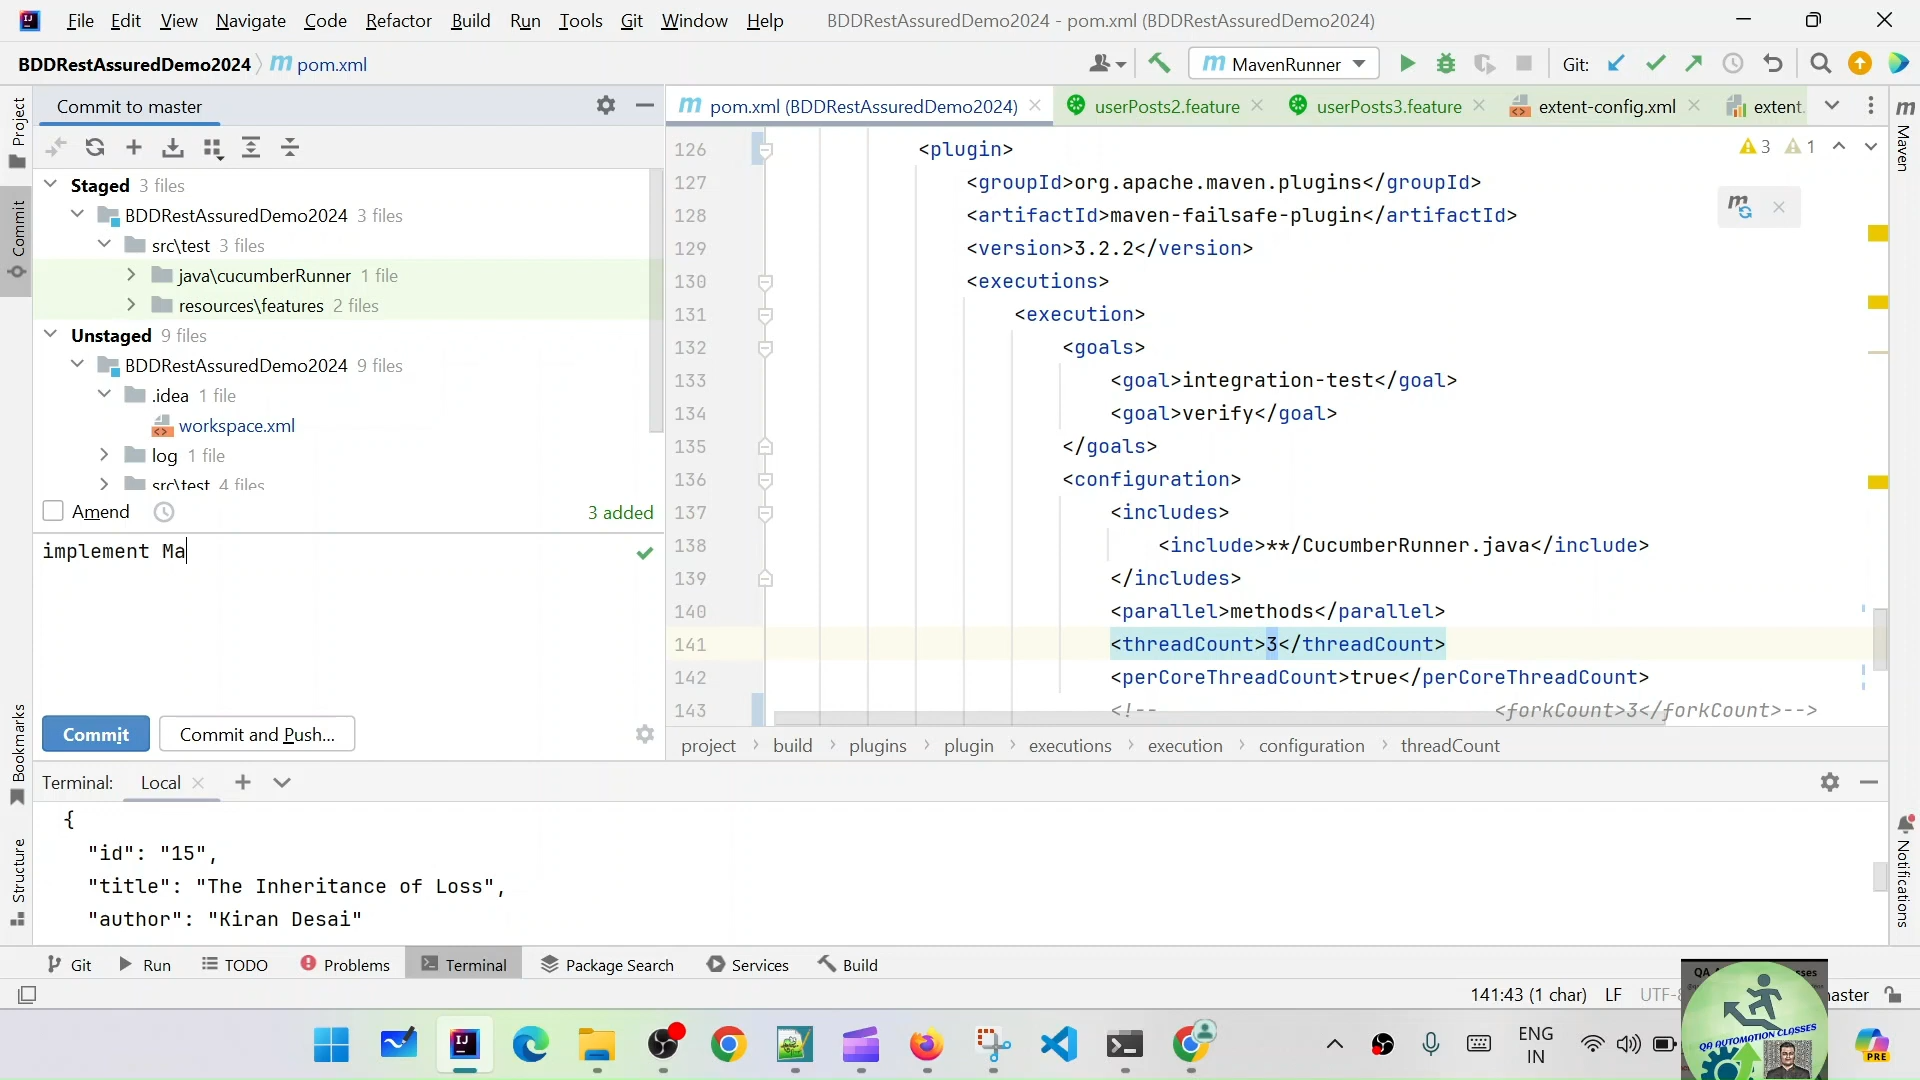 File Edit View Navigate Code Refactor Build Run Tools Git Window Help BDDRestAssuredDemo2024 - pom.xml (BDDRestAssuredDemo2024)
BDDRestAssuredDemo2024 pom.xml MavenRunner Git:
Project
Commit to master
pom.xml (BDDRestAssuredDemo2024) userPosts2.feature userPosts3.feature extent-config.xml extent.
Maven
Commit
Staged 3 files
BDDRestAssuredDemo2024 3 files
src\test 3 files
java\cucumberRunner 1 file
resources\features 2 files
Unstaged 9 files
BDDRestAssuredDemo2024 9 files
.idea 1 file
workspace.xml
log 1 file
src\test 4 files
Amend 3 added
implement Ma
Commit Commit and Push...
3 1
126 <plugin>
127 <groupId>org.apache.maven.plugins</groupId>
128 <artifactId>maven-failsafe-plugin</artifactId>
129 <version>3.2.2</version>
130 <executions>
131 <execution>
132 <goals>
133 <goal>integration-test</goal>
134 <goal>verify</goal>
135 </goals>
136 <configuration>
137 <includes>
138 <include>**/CucumberRunner.java</include>
139 </includes>
140 <parallel>methods</parallel>
141 <threadCount>3</threadCount>
142 <perCoreThreadCount>true</perCoreThreadCount>
143 <!-- <forkCount>3</forkCount>-->
project build plugins plugin executions execution configuration threadCount
Bookmarks
Structure
Notifications
Terminal: Local
{
"id": "15",
"title": "The Inheritance of Loss",
"author": "Kiran Desai"
Git Run TODO Problems Terminal Package Search Services Build
141:43 (1 char) LF UTF-8 master
ENG
IN
QA AUTOMATION CLASSES
PRE